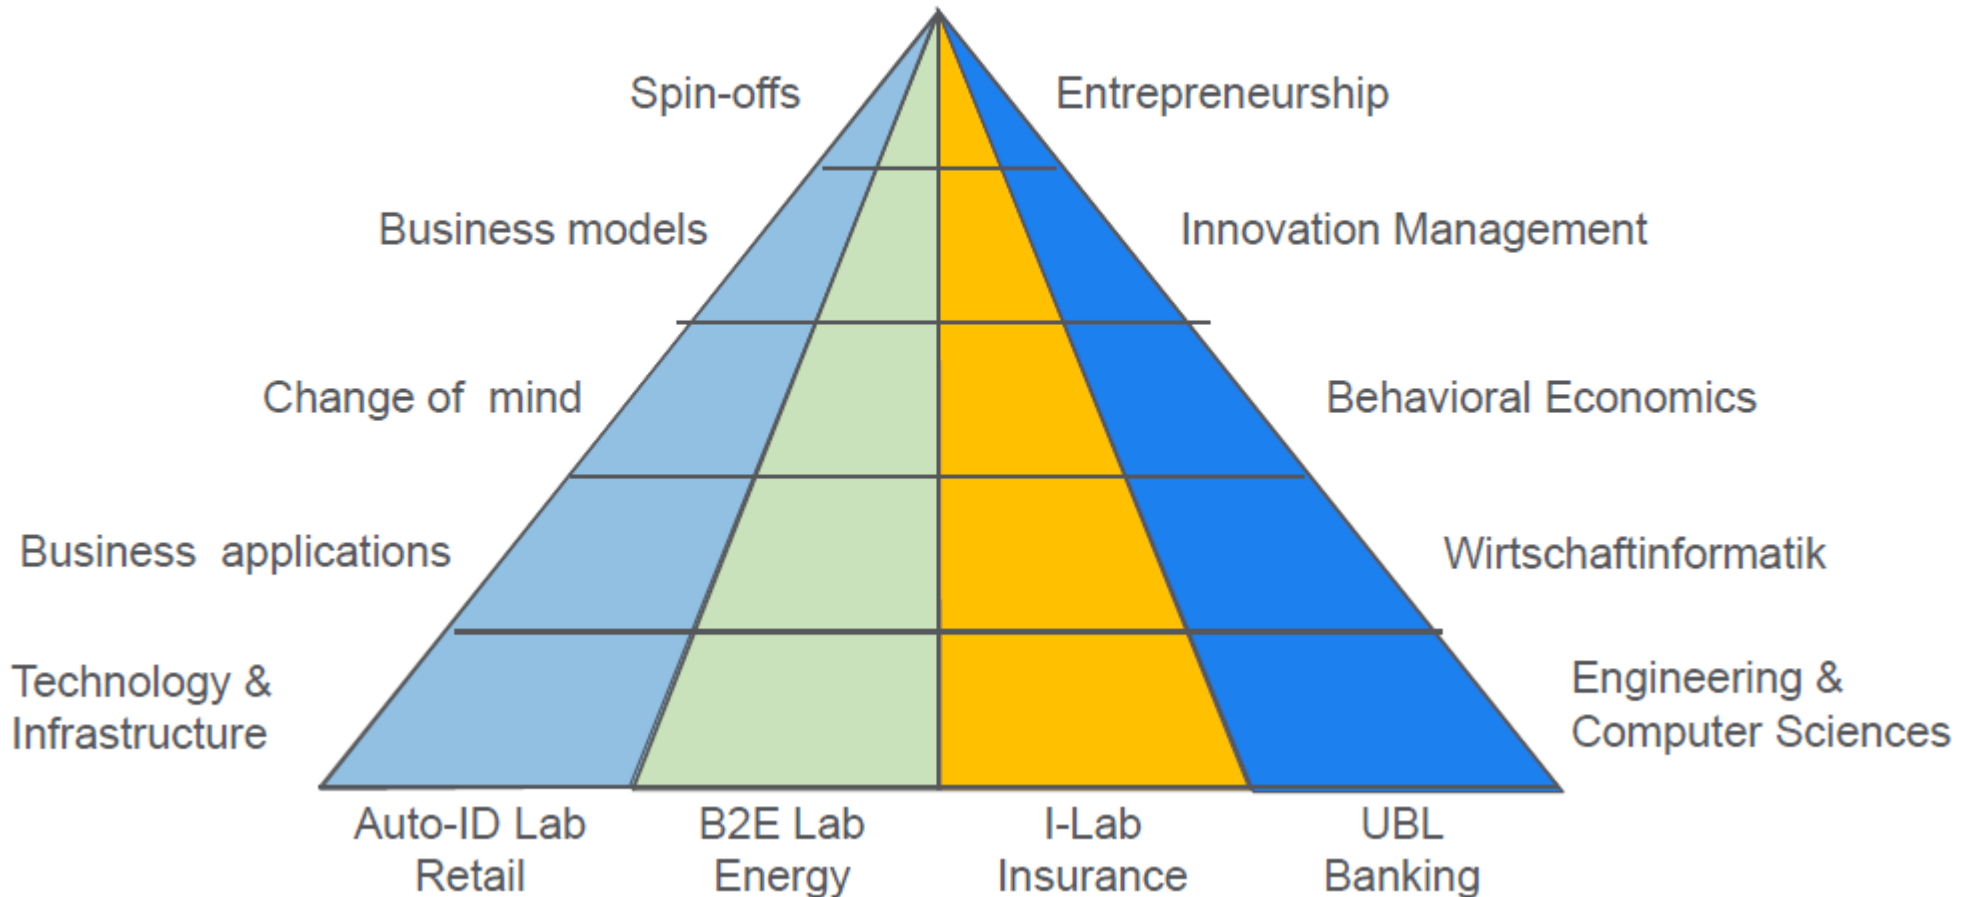 Spin-offs
Entrepreneurship
Business models
Innovation Management
Change of  mind
Behavioral Economics
Business  applications
Wirtschaftinformatik
Technology &
Infrastructure
Engineering &
Computer Sciences
Auto-ID Lab
Retail
B2E Lab
Energy
I-Lab
Insurance
UBL
Banking